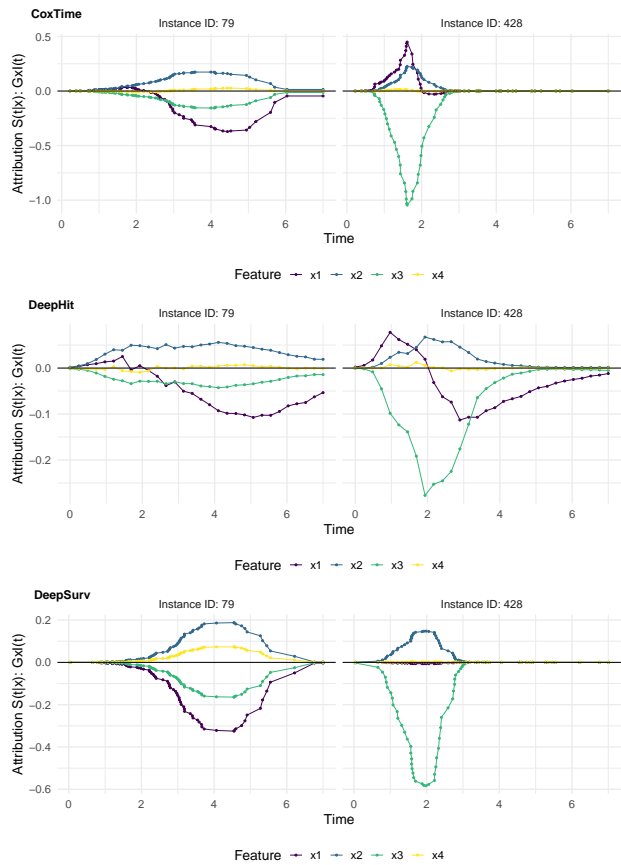 CoxTime
Instance ID: 79 Instance ID: 428
Attribution S(t|x): GxI(t)
0.5
0.0
−0.5
−1.0
0 2 4 6 0 2 4 6
Time
Feature x1 x2 x3 x4
DeepHit
Instance ID: 79 Instance ID: 428
Attribution S(t|x): GxI(t)
0.0
−0.1
−0.2
0 2 4 6 0 2 4 6
Time
Feature x1 x2 x3 x4
DeepSurv
Instance ID: 79 Instance ID: 428
Attribution S(t|x): GxI(t)
0.2
0.0
−0.2
−0.4
−0.6
0 2 4 6 0 2 4 6
Time
Feature x1 x2 x3 x4